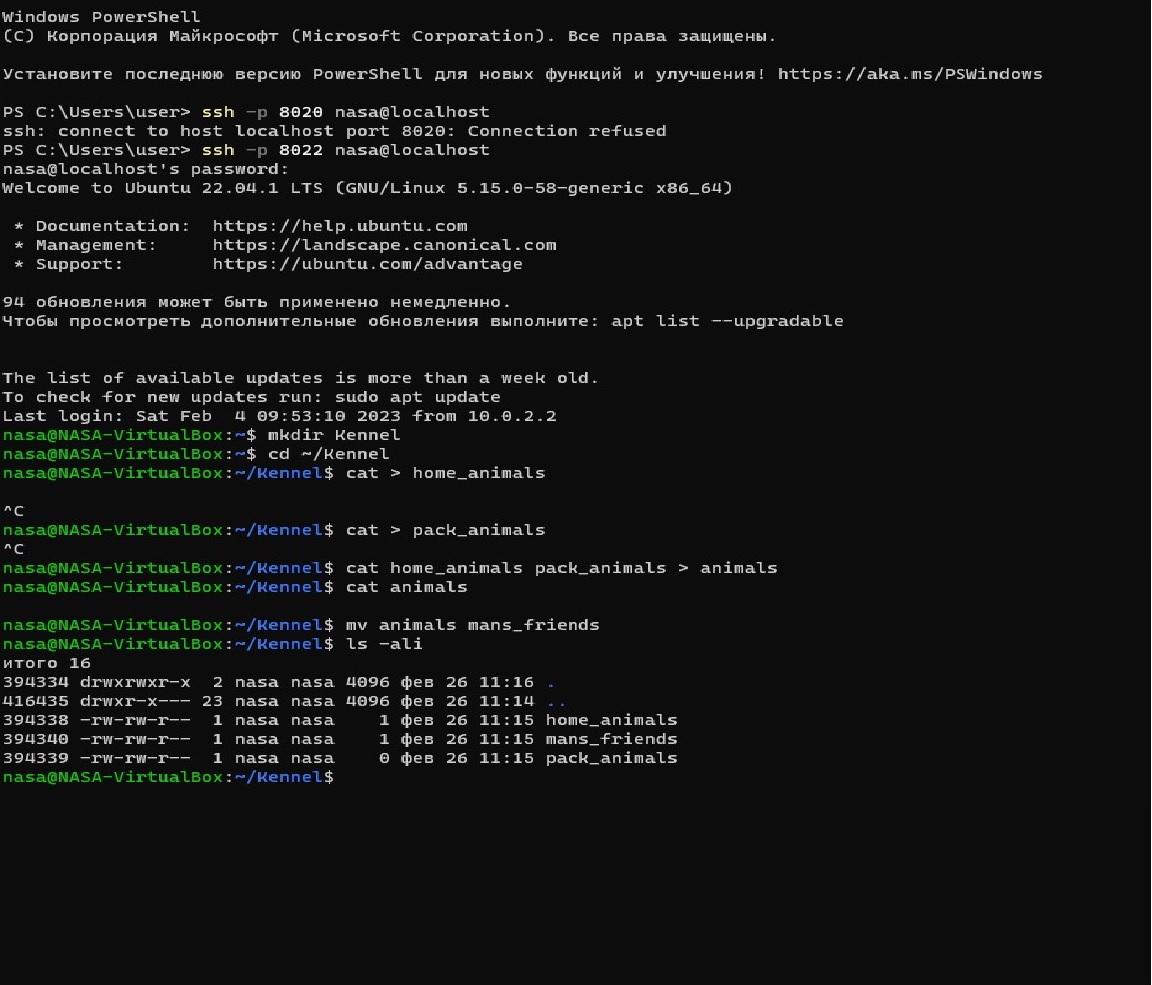 Windows PowerShell
(C) Корпорация Майкрософт (Microsoft Corporation). Все права защищены.
Установите последнюю версию PowerShell для новых функций и улучшения! https://aka.ms/PSWindows
PS C:\Users\user> ssh -p 8020 nasa@localhost
ssh: connect to host localhost port 8020: Connection refused
PS C:\Users\user> ssh -p 8022 nasa@localhost
nasa@localhost's password:
Welcome to Ubuntu 22.04.1 LTS (GNU/Linux 5.15.0-58-generic x86_64)
* Documentation:  https://help.ubuntu.com
* Management:     https://landscape.canonical.com
* Support:        https://ubuntu.com/advantage
94 обновления может быть применено немедленно.
Чтобы просмотреть дополнительные обновления выполните: apt list --upgradable
The list of available updates is more than a week old.
To check for new updates run: sudo apt update
Last login: Sat Feb  4 09:53:10 2023 from 10.0.2.2
nasa@NASA-VirtualBox:~$ mkdir Kennel
nasa@NASA-VirtualBox:~$ cd ~/Kennel
nasa@NASA-VirtualBox:~/Kennel$ cat > home_animals
^C
nasa@NASA-VirtualBox:~/Kennel$ cat > pack_animals
^C
nasa@NASA-VirtualBox:~/Kennel$ cat home_animals pack_animals > animals
nasa@NASA-VirtualBox:~/Kennel$ cat animals
nasa@NASA-VirtualBox:~/Kennel$ mv animals mans_friends
nasa@NASA-VirtualBox:~/Kennel$ ls -ali
итого 16
394334 drwxrwxr-x  2 nasa nasa 4096 фев 26 11:16 .
416435 drwxr-x--- 23 nasa nasa 4096 фев 26 11:14 ..
394338 -rw-rw-r--  1 nasa nasa    1 фев 26 11:15 home_animals
394340 -rw-rw-r--  1 nasa nasa    1 фев 26 11:15 mans_friends
394339 -rw-rw-r--  1 nasa nasa    0 фев 26 11:15 pack_animals
nasa@NASA-VirtualBox:~/Kennel$